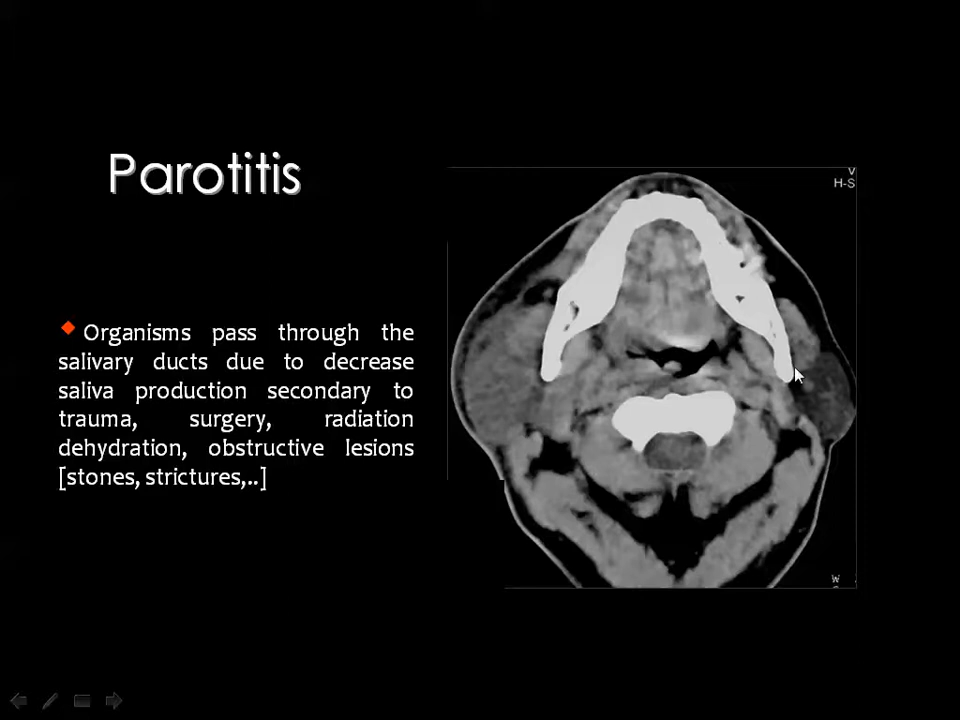 Parotitis
V
H-S
Organisms pass through the
salivary ducts due to decrease
saliva production secondary to
trauma, surgery, radiation
dehydration, obstructive lesions
[stones, strictures,..]
W